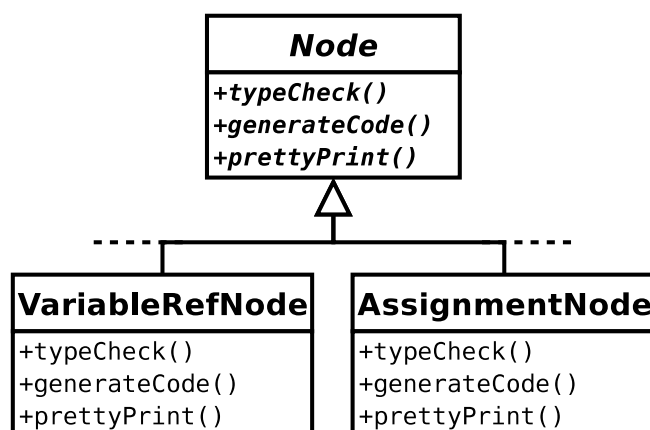 Node
+typeCheck()
+generateCode()
+prettyPrint()
VariableRefNode
+typeCheck()
+generateCode()
+prettyPrint()
AssignmentNode
+typeCheck()
+generateCode()
+prettyPrint()